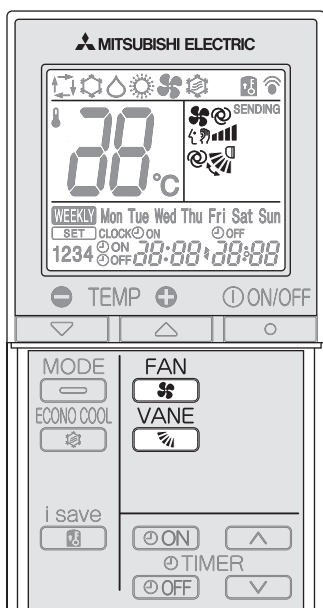 MITSUBISHI ELECTRIC
SENDING
88 °C
WEEKLY Mon Tue Wed Thu Fri Sat Sun
SET CLOCK ON OFF
1234 ON 88:88 88:88
OFF
TEMP ON/OFF
MODE FAN
ECONO COOL VANE
i save
ON
TIMER
OFF